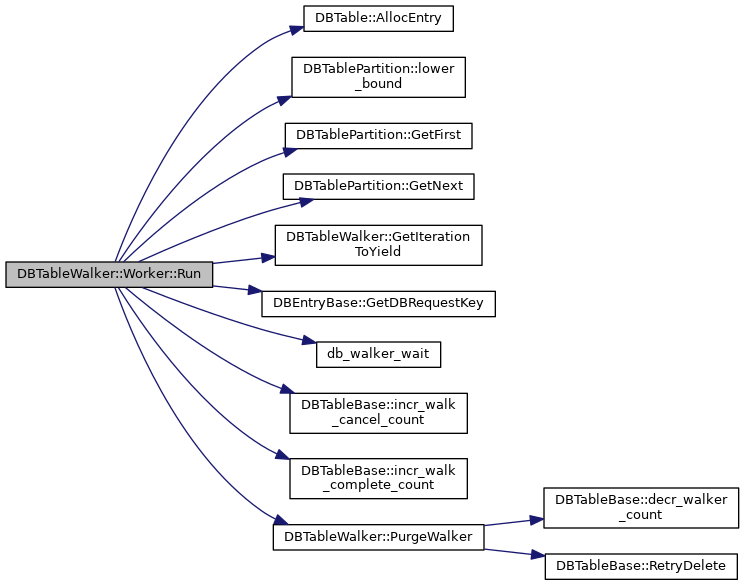 DBTable::AllocEntry
DBTablePartition::lower
_bound
DBTablePartition::GetFirst
DBTablePartition::GetNext
DBTableWalker::GetIteration
ToYield
DBTableWalker::Worker::Run
DBEntryBase::GetDBRequestKey
db_walker_wait
DBTableBase::incr_walk
_cancel_count
DBTableBase::incr_walk
_complete_count
DBTableWalker::PurgeWalker
DBTableBase::decr_walker
_count
DBTableBase::RetryDelete